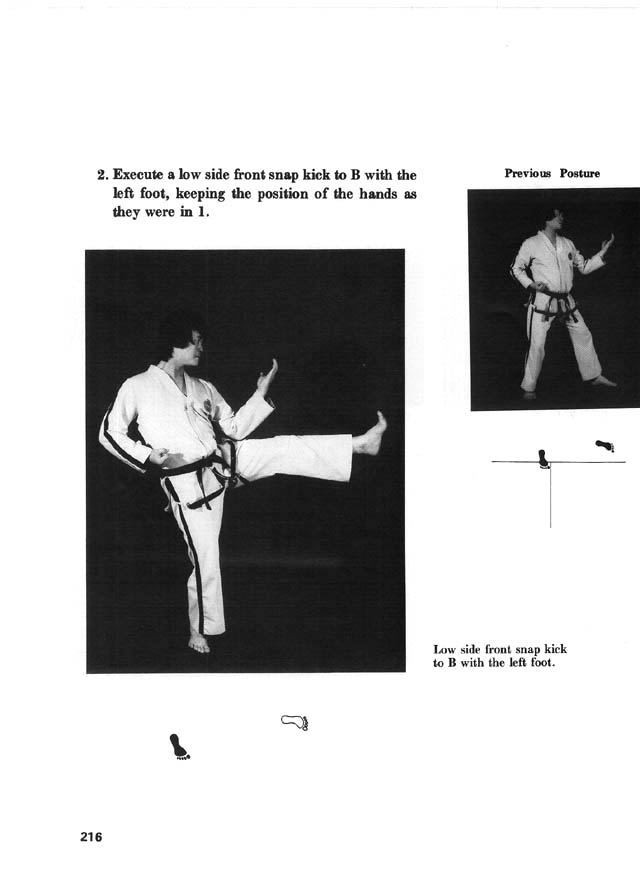 2. Execute a low side front snap kick to B with the
left foot, keeping the position of the hands as
they were in 1.
Previous Posture
Low side front snap kick
to B with the left foot.
216